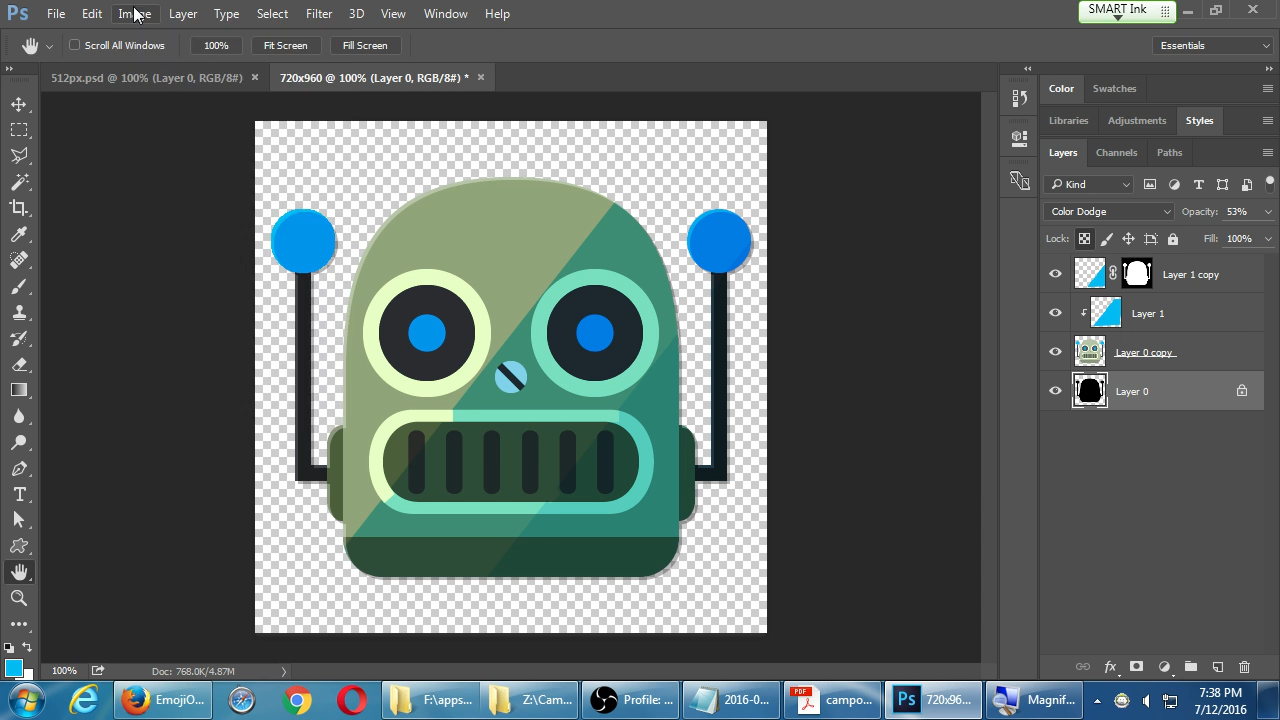 Ps File Edit Image Layer Type Select Filter 3D View Window Help
SMART Ink
Scroll All Windows 100% Fit Screen Fill Screen Essentials
512px.psd @ 100% (Layer 0, RGB/8#) × 720x960 @ 100% (Layer 0, RGB/8#) * ×
Color Swatches
Libraries Adjustments Styles
Layers Channels Paths
Kind
Color Dodge Opacity: 53%
Lock: Fill: 100%
Layer 1 copy
Layer 1
Layer 0 copy
Layer 0
100% Doc: 768.0K/4.87M
EmojiO... F:\apps... Z:\Cam... Profile: ... 2016-0... PDF campo... Ps 720x96... Magnif...
7:38 PM
7/12/2016